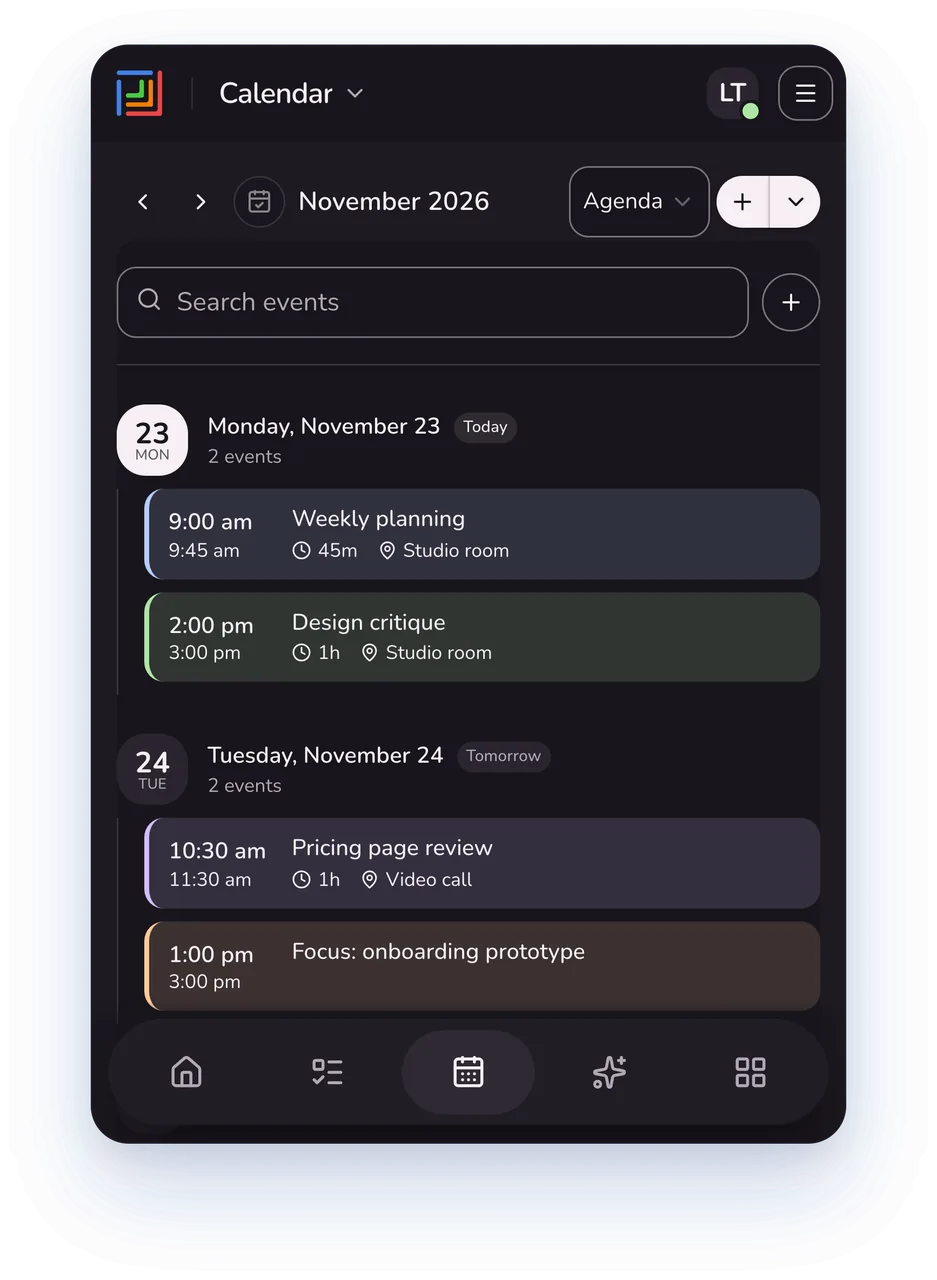 Calendar
LT
November 2026
Agenda
Search events
23
MON
Monday, November 23
Today
2 events
9:00 am
Weekly planning
9:45 am
45m
Studio room
2:00 pm
Design critique
3:00 pm
1h
Studio room
24
TUE
Tuesday, November 24
Tomorrow
2 events
10:30 am
Pricing page review
11:30 am
1h
Video call
1:00 pm
Focus: onboarding prototype
3:00 pm